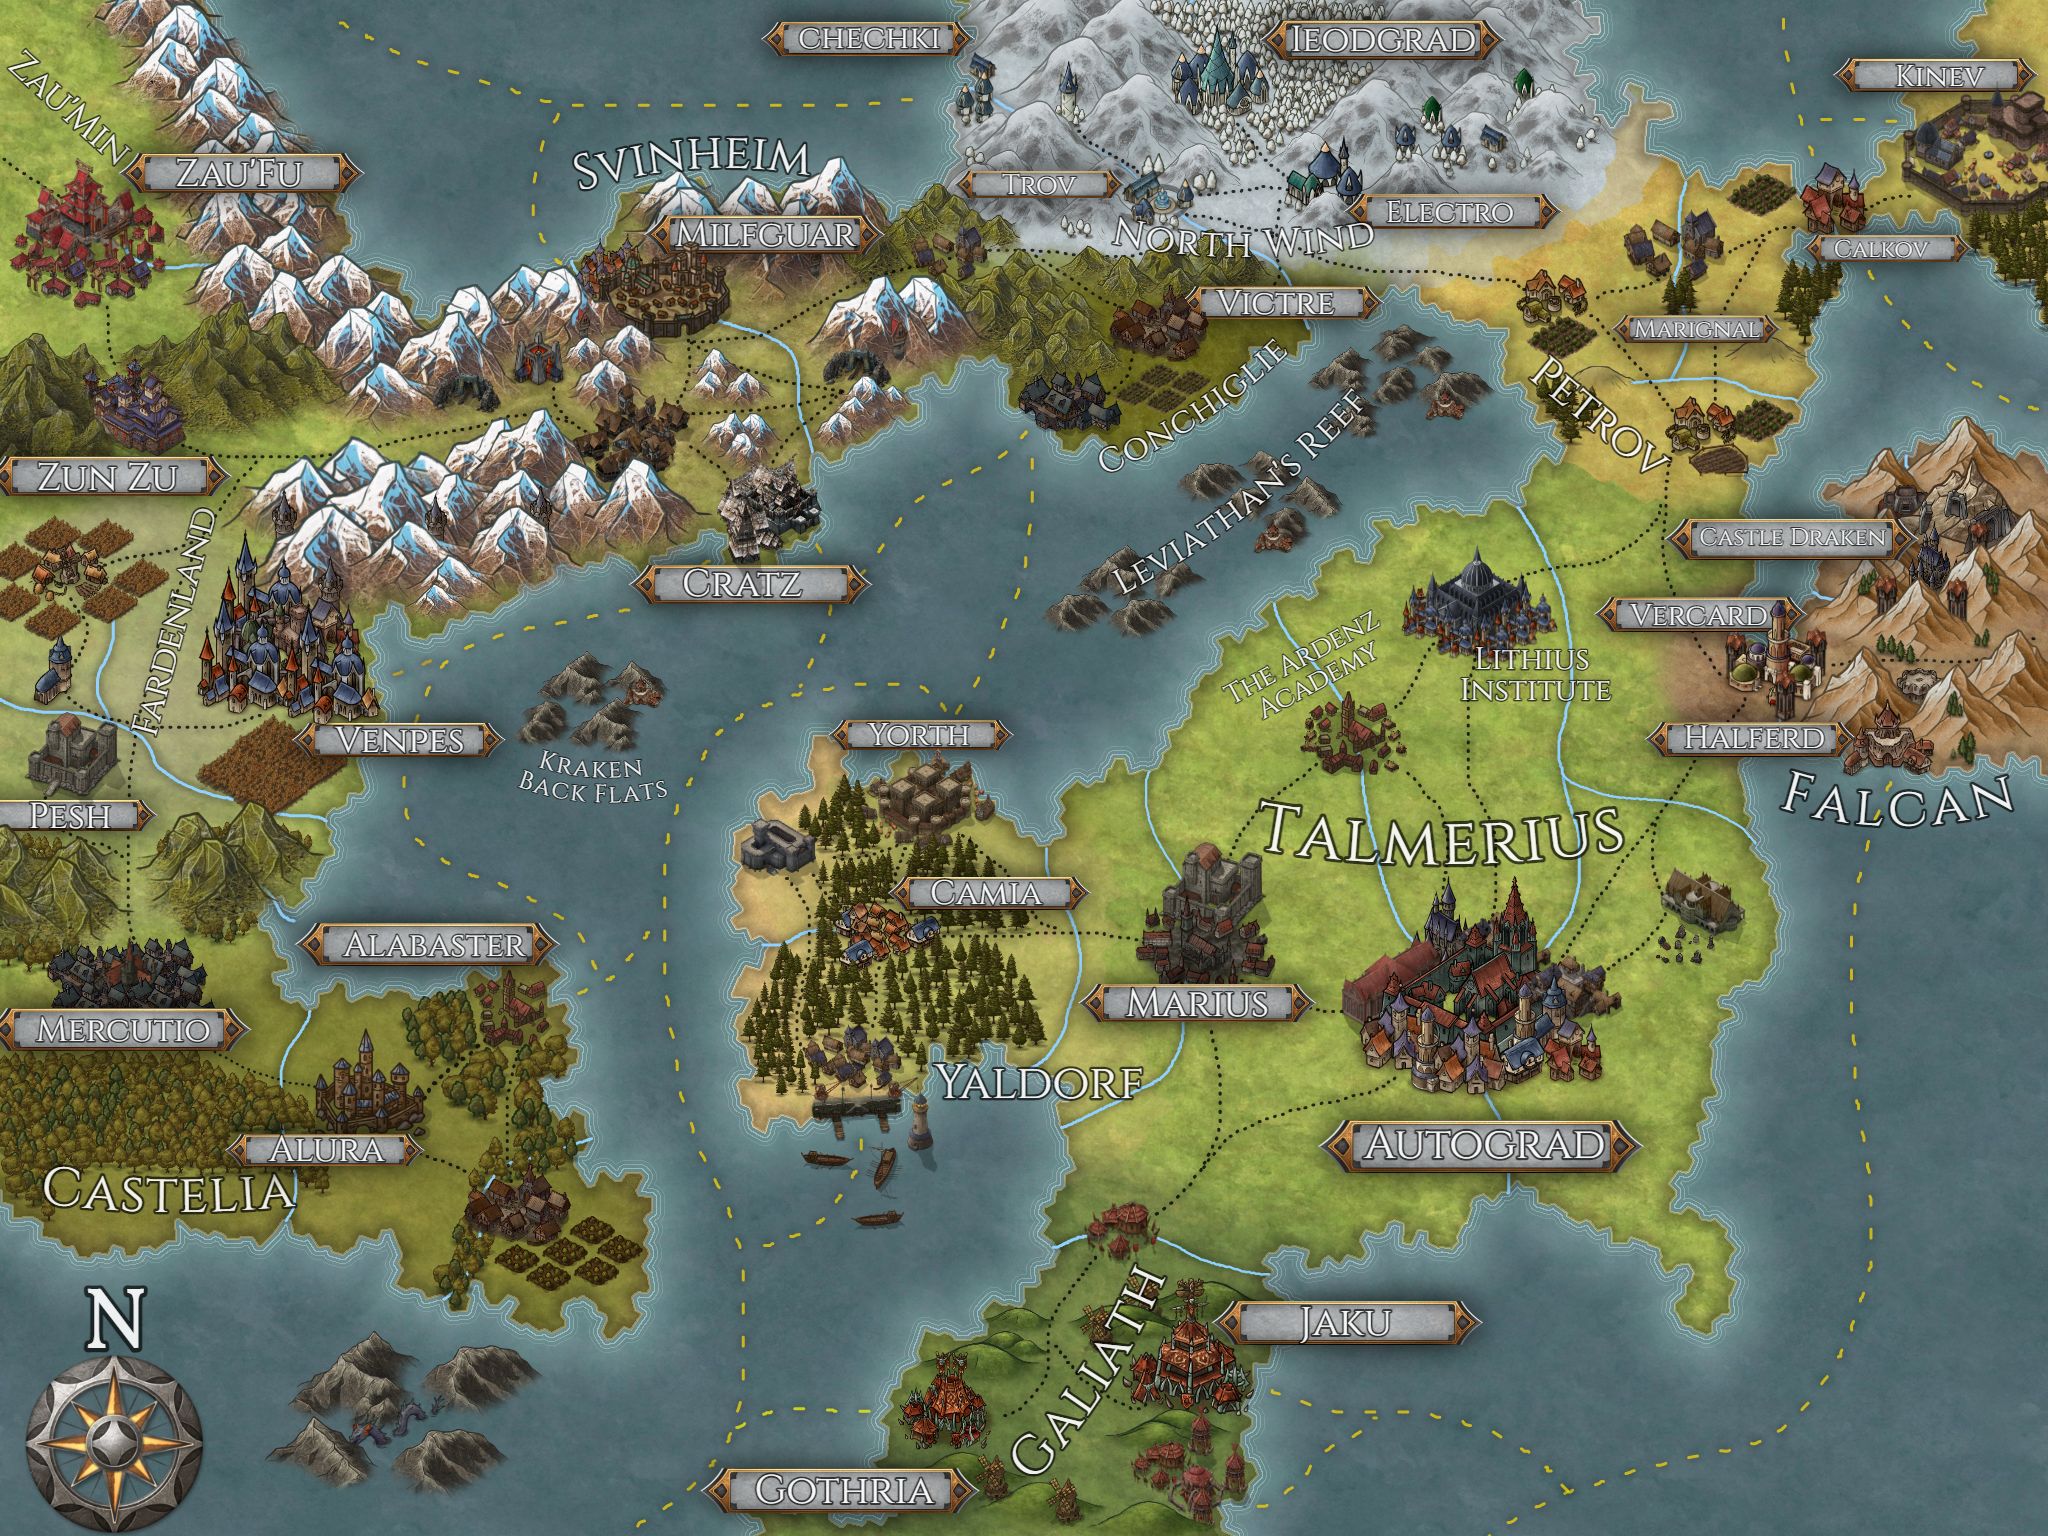 CHECHKI
IEODGRAD
KINEV
ZAU'MIN
ZAU'FU
SVINHEIM
TROV
MILFGUAR
ELECTRO
NORTH WIND
CALKOV
VICTRE
MARIGNAL
CONCHIGLIE
PETROV
LEVIATHAN'S REEF
ZUN ZU
FARDENLAND
CASTLE DRAKEN
CRATZ
VERCARD
THE ARDENZ
ACADEMY
LITHIUS
INSTITUTE
VENPES
YORTH
HALFERD
KRAKEN
BACK FLATS
FALCAN
PESH
TALMERIUS
CAMIA
ALABASTER
MARIUS
MERCUTIO
YALDORF
AUTOGRAD
ALURA
CASTELIA
N
JAKU
GALIATH
GOTHRIA